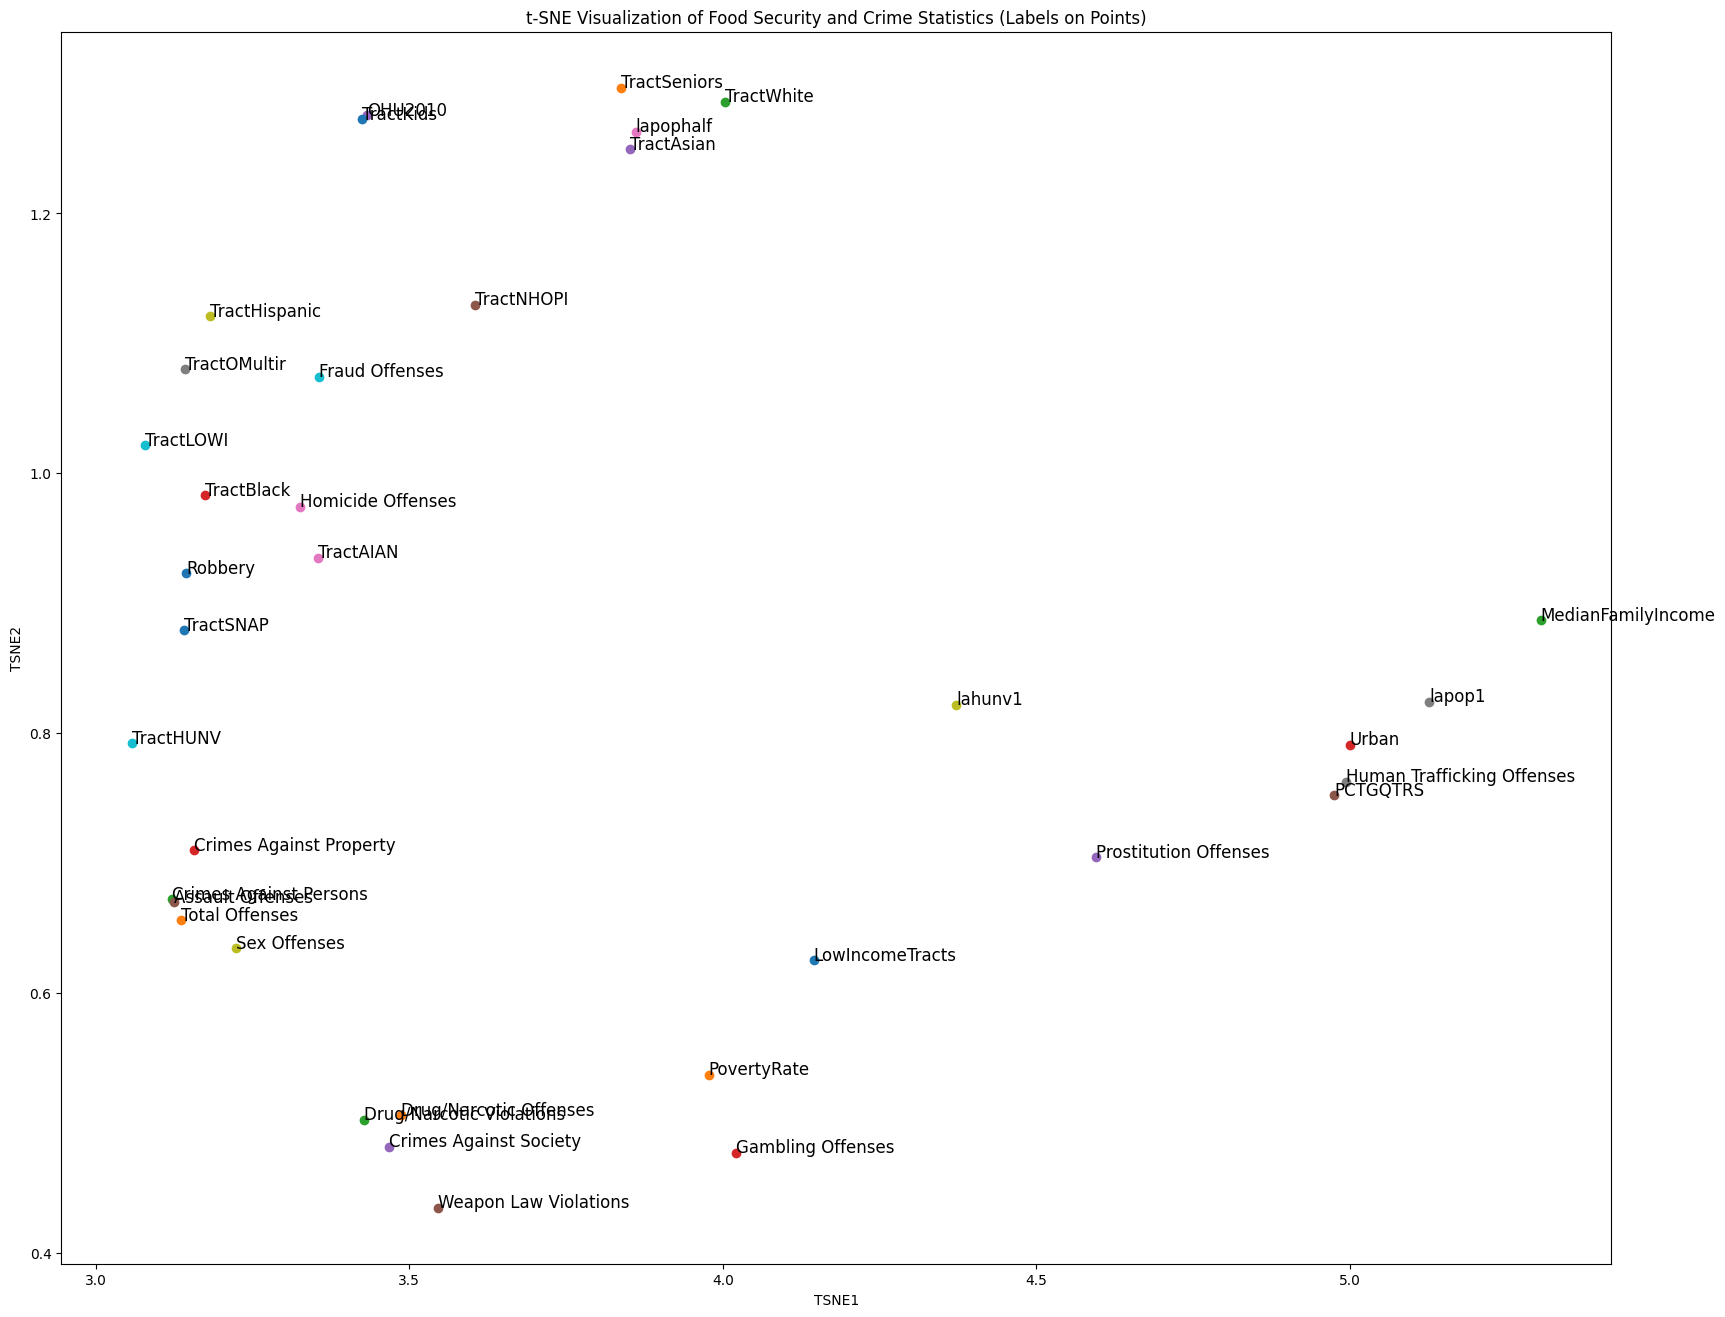 t-SNE Visualization of Food Security and Crime Statistics (Labels on Points)
TractSeniors
TractWhite
OHU2010
TractKids
lapophalf
TractAsian
1.2
TractNHOPI
TractHispanic
TractOMultir
Fraud Offenses
TractLOWI
1.0
TractBlack
Homicide Offenses
TractAIAN
Robbery
TractSNAP
MedianFamilyIncome
TSNE2
lapop1
lahunv1
Urban
TractHUNV
0.8
Human Trafficking Offenses
PCTGQTRS
Crimes Against Property
Prostitution Offenses
Crimes Against Persons
Assault Offenses
Total Offenses
Sex Offenses
LowIncomeTracts
0.6
PovertyRate
Drug/Narcotic Offenses
Drug/Narcotic Violations
Crimes Against Society
Gambling Offenses
Weapon Law Violations
0.4
3.0 3.5 4.0 4.5 5.0
TSNE1